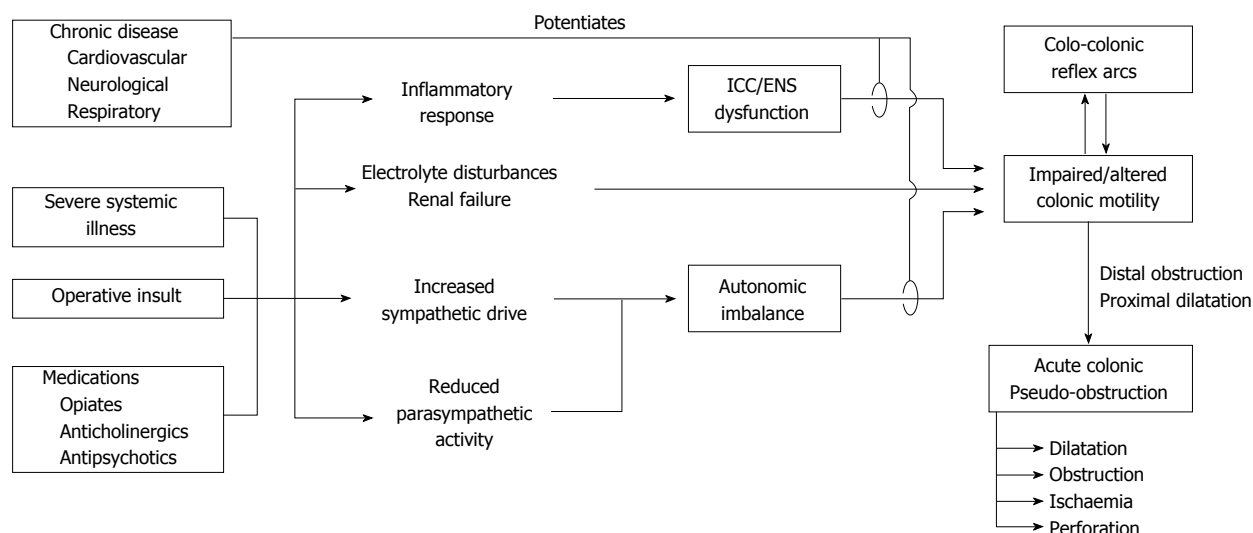 Potentiates
Chronic disease
Cardiovascular
Neurological
Respiratory
Severe systemic
illness
Operative insult
Medications
Opiates
Anticholinergics
Antipsychotics
Inflammatory
response
Electrolyte disturbances
Renal failure
Increased
sympathetic drive
Reduced
parasympathetic
activity
ICC/ENS
dysfunction
Autonomic
imbalance
Colo-colonic
reflex arcs
Impaired/altered
colonic motility
Distal obstruction
Proximal dilatation
Acute colonic
Pseudo-obstruction
Dilatation
Obstruction
Ischaemia
Perforation